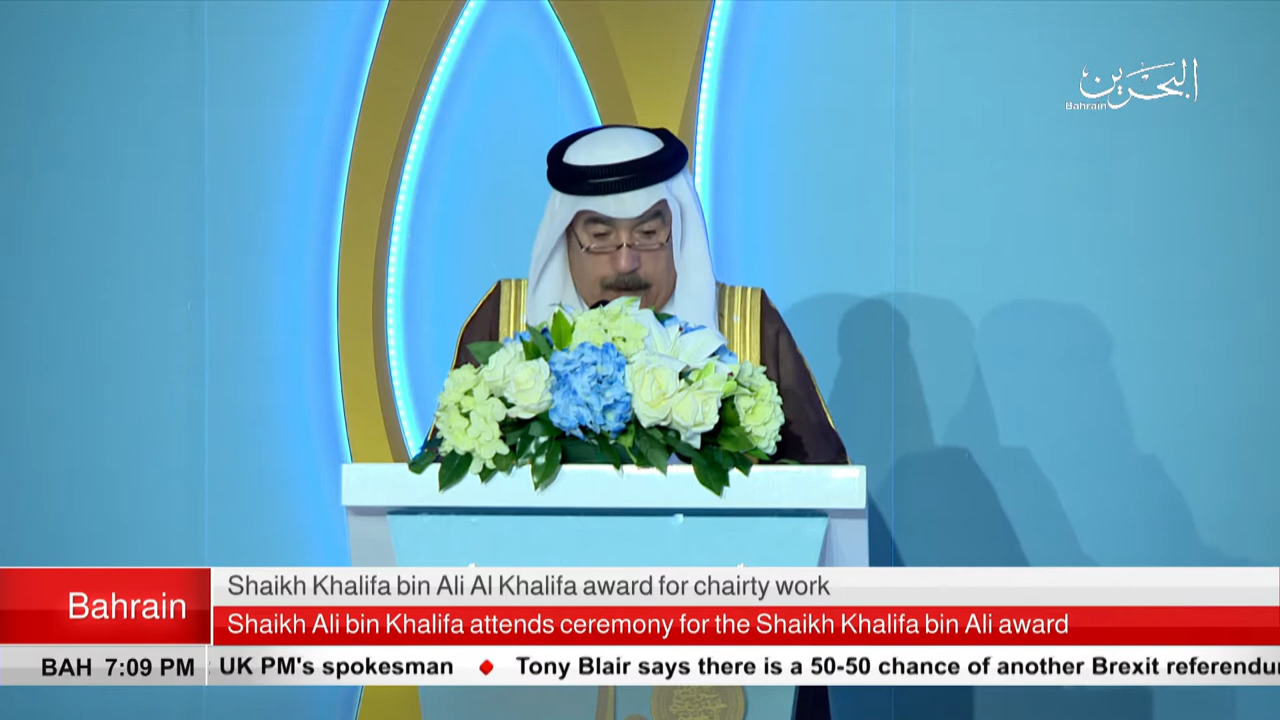 البحرين
Bahrain
Shaikh Khalifa bin Ali Al Khalifa award for chairty work
Bahrain
Shaikh Ali bin Khalifa attends ceremony for the Shaikh Khalifa bin Ali award
BAH 7:09 PM : UK PM's spokesman ♦ Tony Blair says there is a 50-50 chance of another Brexit referendu